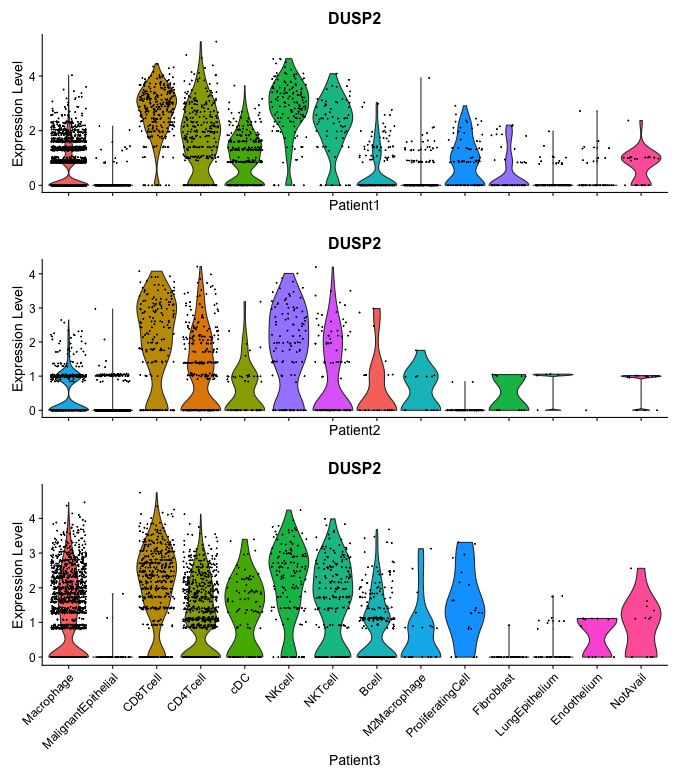 DUSP2
Expression Level
4
2
0
Patient1
DUSP2
Expression Level
4
3
2
1
0
Patient2
DUSP2
Expression Level
4
3
2
1
0
Macrophage
MalignantEpithelial
CD8Tcell
CD4Tcell
cDC
NKcell
NKTcell
Bcell
M2Macrophage
ProliferatingCell
Fibroblast
LungEpithelium
Endothelium
NotAvail
Patient3